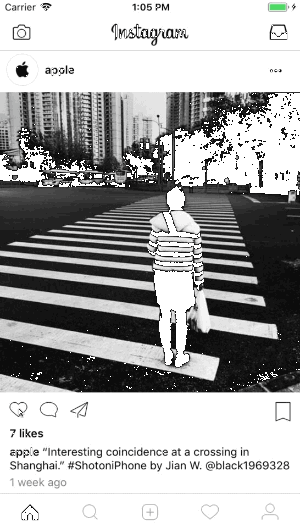 Carrier 1:05 PM
Instagram
apple
7 likes
apple “Interesting coincidence at a crossing in
Shanghai.” #ShotoniPhone by Jian W. @black1969328
1 week ago